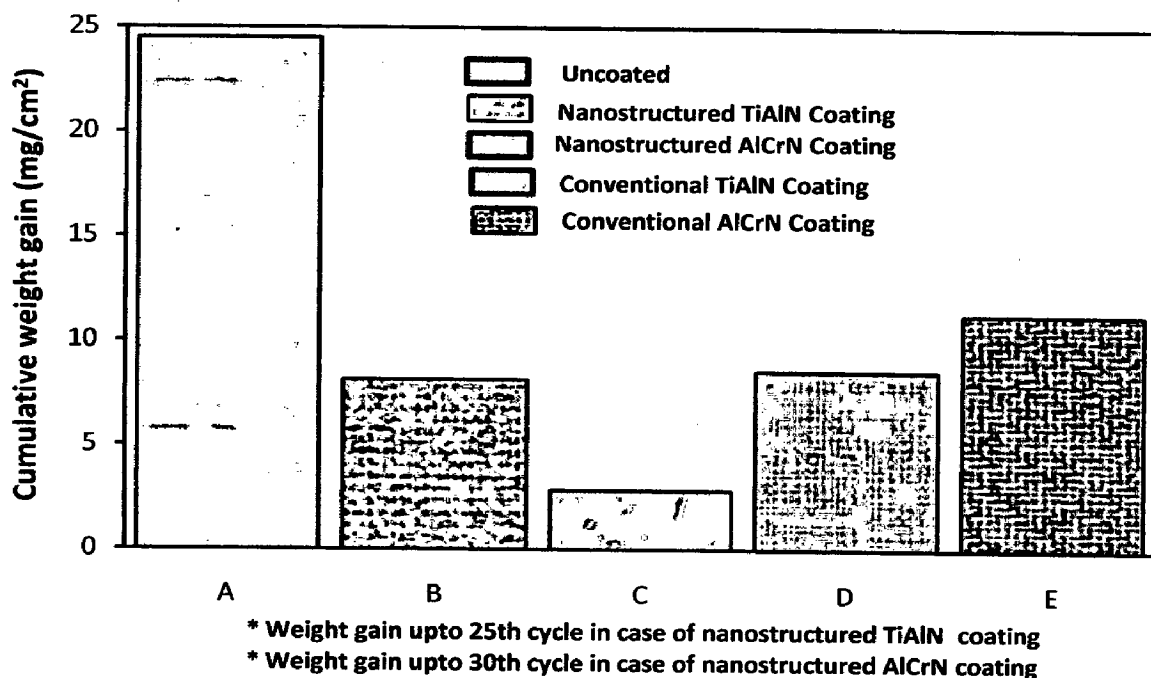 Cumulative weight gain (mg/cm²)
25
20
15
10
5
0
Uncoated
Nanostructured TiAlN Coating
Nanostructured AlCrN Coating
Conventional TiAlN Coating
Conventional AlCrN Coating
A B C D E
* Weight gain upto 25th cycle in case of nanostructured TiAlN coating
* Weight gain upto 30th cycle in case of nanostructured AlCrN coating